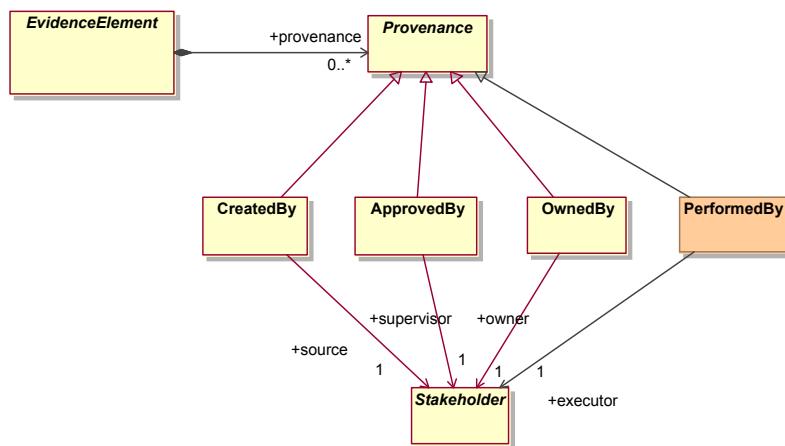 EvidenceElement
+provenance
0..*
Provenance
CreatedBy
ApprovedBy
OwnedBy
PerformedBy
+source
1
+supervisor
1
+owner
1
1
+executor
Stakeholder